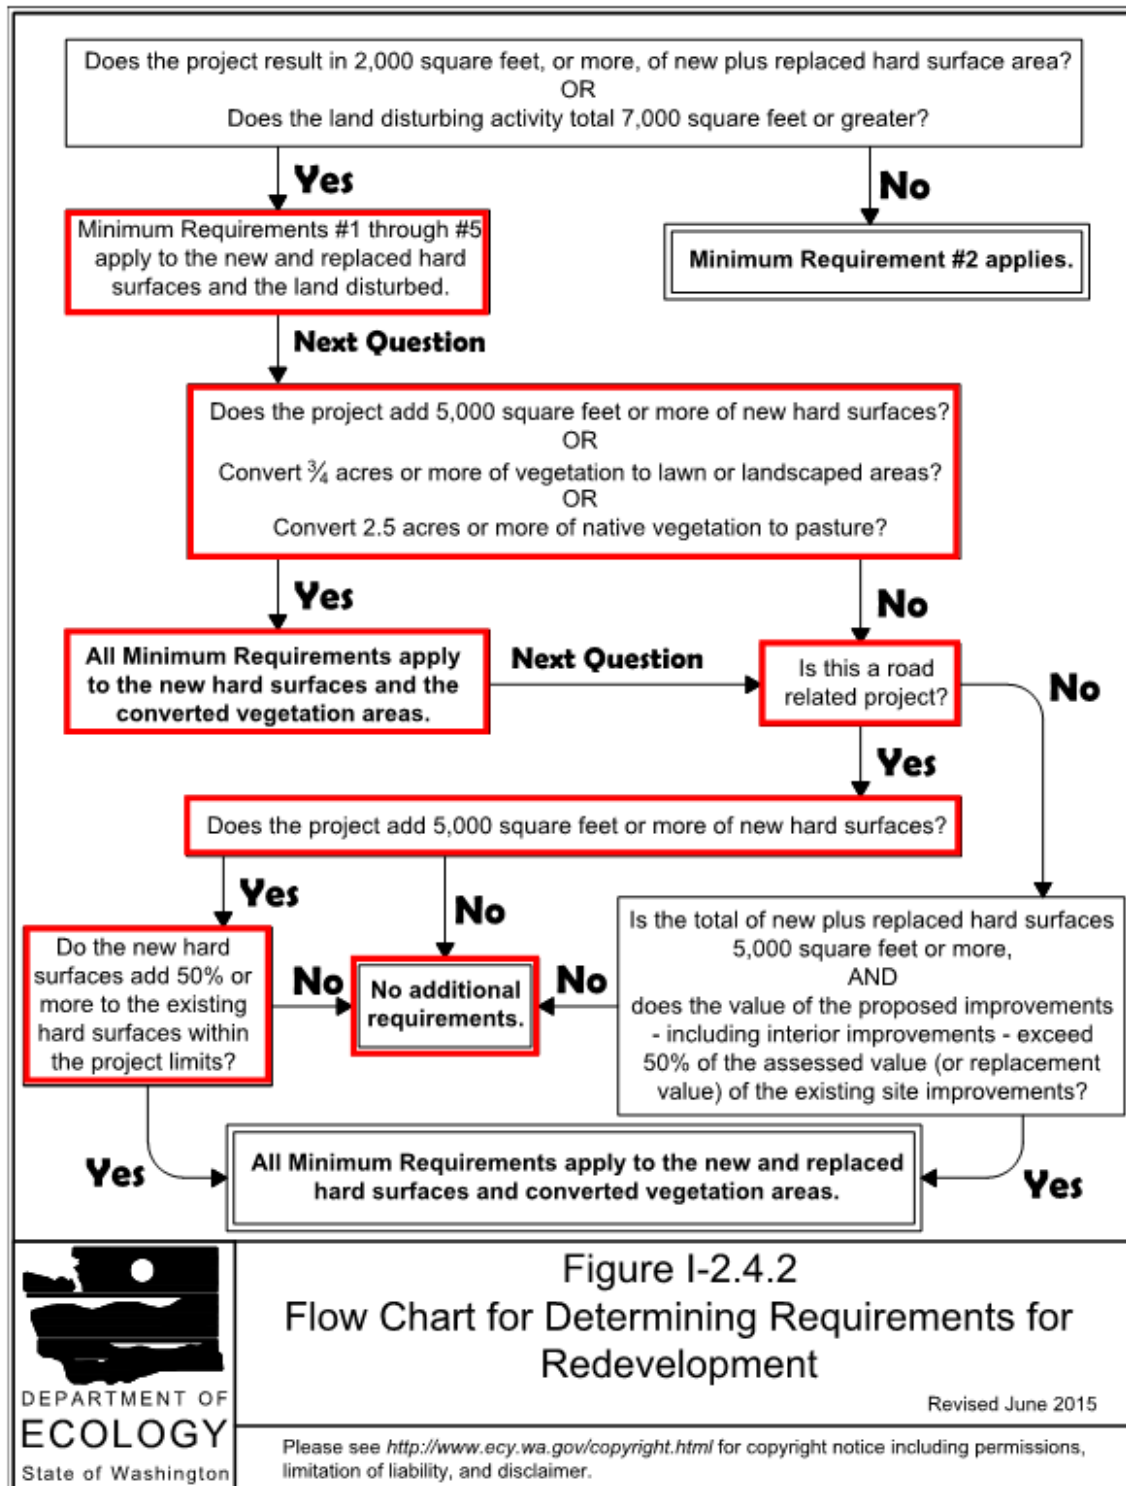 Does the project result in 2,000 square feet, or more, of new plus replaced hard surface area?
OR
Does the land disturbing activity total 7,000 square feet or greater?
Yes
No
Minimum Requirements #1 through #5
apply to the new and replaced hard
surfaces and the land disturbed.
Minimum Requirement #2 applies.
Next Question
Does the project add 5,000 square feet or more of new hard surfaces?
OR
Convert ¾ acres or more of vegetation to lawn or landscaped areas?
OR
Convert 2.5 acres or more of native vegetation to pasture?
Yes
No
All Minimum Requirements apply
to the new hard surfaces and the
converted vegetation areas.
Next Question
Is this a road
related project?
No
Yes
Does the project add 5,000 square feet or more of new hard surfaces?
Yes
No
Do the new hard
surfaces add 50% or
more to the existing
hard surfaces within
the project limits?
No
No additional
requirements.
No
Is the total of new plus replaced hard surfaces
5,000 square feet or more,
AND
does the value of the proposed improvements
- including interior improvements - exceed
50% of the assessed value (or replacement
value) of the existing site improvements?
Yes
All Minimum Requirements apply to the new and replaced
hard surfaces and converted vegetation areas.
Yes
DEPARTMENT OF
ECOLOGY
State of Washington
Figure I-2.4.2
Flow Chart for Determining Requirements for
Redevelopment
Revised June 2015
Please see http://www.ecy.wa.gov/copyright.html for copyright notice including permissions,
limitation of liability, and disclaimer.